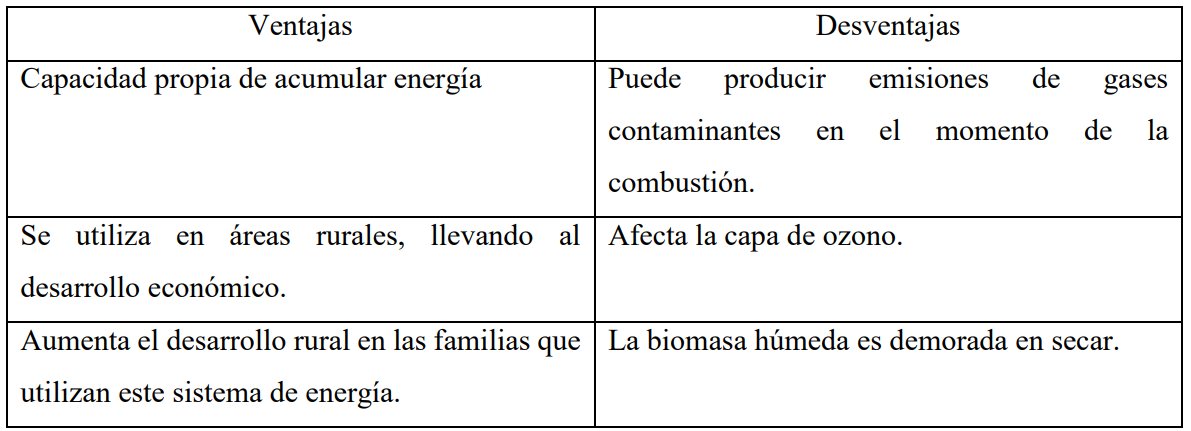 Ventajas
Desventajas
Capacidad propia de acumular energía
Puede producir emisiones de gases
contaminantes en el momento de la
combustión.
Se utiliza en áreas rurales, llevando al
desarrollo económico.
Afecta la capa de ozono.
Aumenta el desarrollo rural en las familias que
utilizan este sistema de energía.
La biomasa húmeda es demorada en secar.